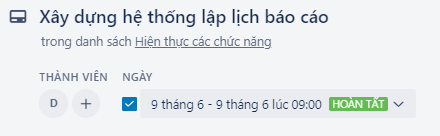 Xây dựng hệ thống lập lịch báo cáo
trong danh sách Hiện thực các chức năng
THÀNH VIÊN NGÀY
D + 9 tháng 6 - 9 tháng 6 lúc 09:00 HOÀN TẤT